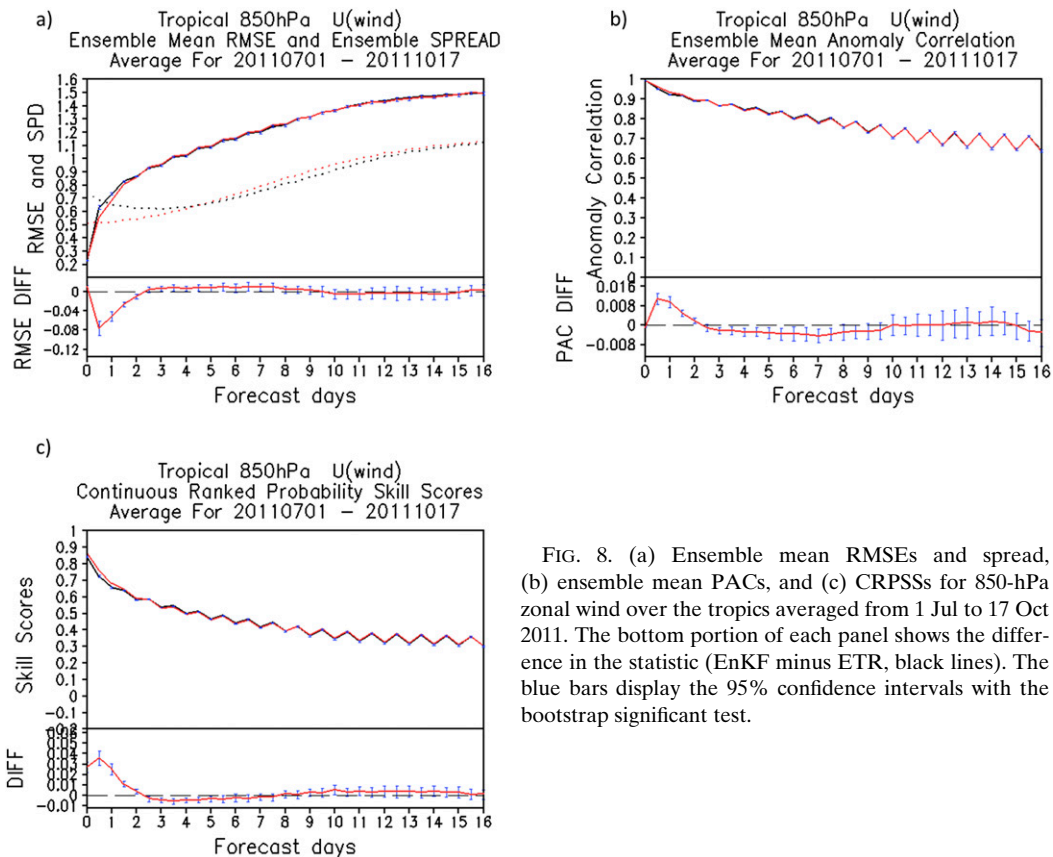 a)
Tropical 850hPa U(wind)
Ensemble Mean RMSE and Ensemble SPREAD
Average For 20110701 – 20111017
RMSE and SPD
1.6
1.5
1.4
1.3
1.2
1.1
1
0.9
0.8
0.7
0.6
0.5
0.4
0.3
0.2
RMSE DIFF
0
-0.04
-0.08
-0.12
0 1 2 3 4 5 6 7 8 9 10 11 12 13 14 15 16
Forecast days
b)
Tropical 850hPa U(wind)
Ensemble Mean Anomaly Correlation
Average For 20110701 – 20111017
Anomaly Correlation
1
0.9
0.8
0.7
0.6
0.5
0.4
0.3
0.2
0.1
0
PAC DIFF
0.016
0.008
0
-0.008
0 1 2 3 4 5 6 7 8 9 10 11 12 13 14 15 16
Forecast days
c)
Tropical 850hPa U(wind)
Continuous Ranked Probability Skill Scores
Average For 20110701 – 20111017
Skill Scores
1
0.9
0.8
0.7
0.6
0.5
0.4
0.3
0.2
0.1
0
-0.1
-0.2
DIFF
0.06
0.05
0.04
0.03
0.02
0.01
0
-0.01
0 1 2 3 4 5 6 7 8 9 10 11 12 13 14 15 16
Forecast days
FIG. 8. (a) Ensemble mean RMSEs and spread,
(b) ensemble mean PACs, and (c) CRPSSs for 850-hPa
zonal wind over the tropics averaged from 1 Jul to 17 Oct
2011. The bottom portion of each panel shows the differ-
ence in the statistic (EnKF minus ETR, black lines). The
blue bars display the 95% confidence intervals with the
bootstrap significant test.